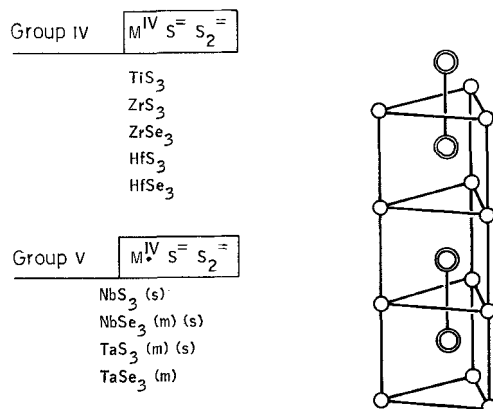 Group IV M^IV S^= S₂^=
TiS₃
ZrS₃
ZrSe₃
HfS₃
HfSe₃
Group V M•^IV S^= S₂^=
NbS₃ (s)
NbSe₃ (m) (s)
TaS₃ (m) (s)
TaSe₃ (m)